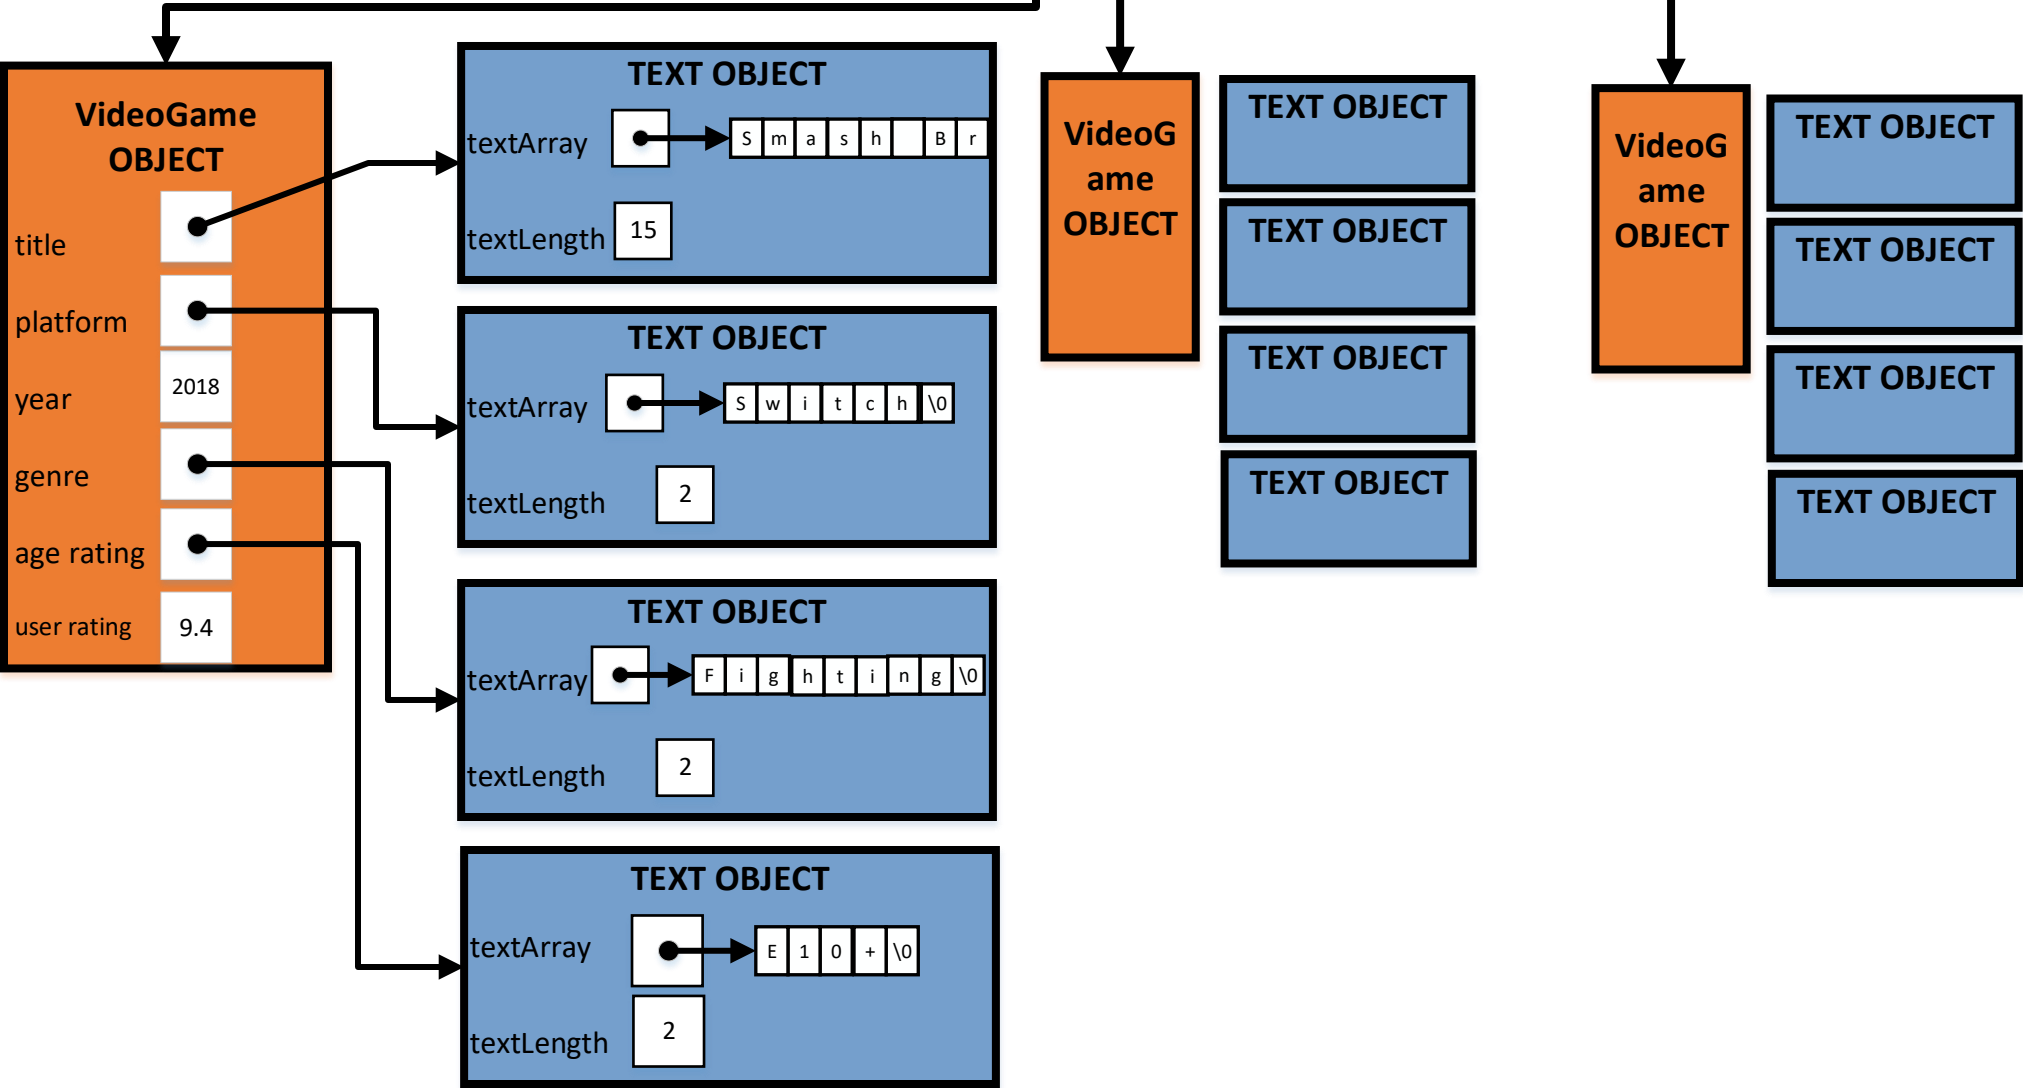 VideoGame
OBJECT
title
platform
year
2018
genre
age rating
user rating
9.4
TEXT OBJECT
textArray
S m a s h B r
textLength
15
TEXT OBJECT
textArray
S w i t c h \0
textLength
2
TEXT OBJECT
textArray
F i g h t i n g \0
textLength
2
TEXT OBJECT
textArray
E 1 0 + \0
textLength
2
VideoG
ame
OBJECT
TEXT OBJECT
TEXT OBJECT
TEXT OBJECT
TEXT OBJECT
VideoG
ame
OBJECT
TEXT OBJECT
TEXT OBJECT
TEXT OBJECT
TEXT OBJECT